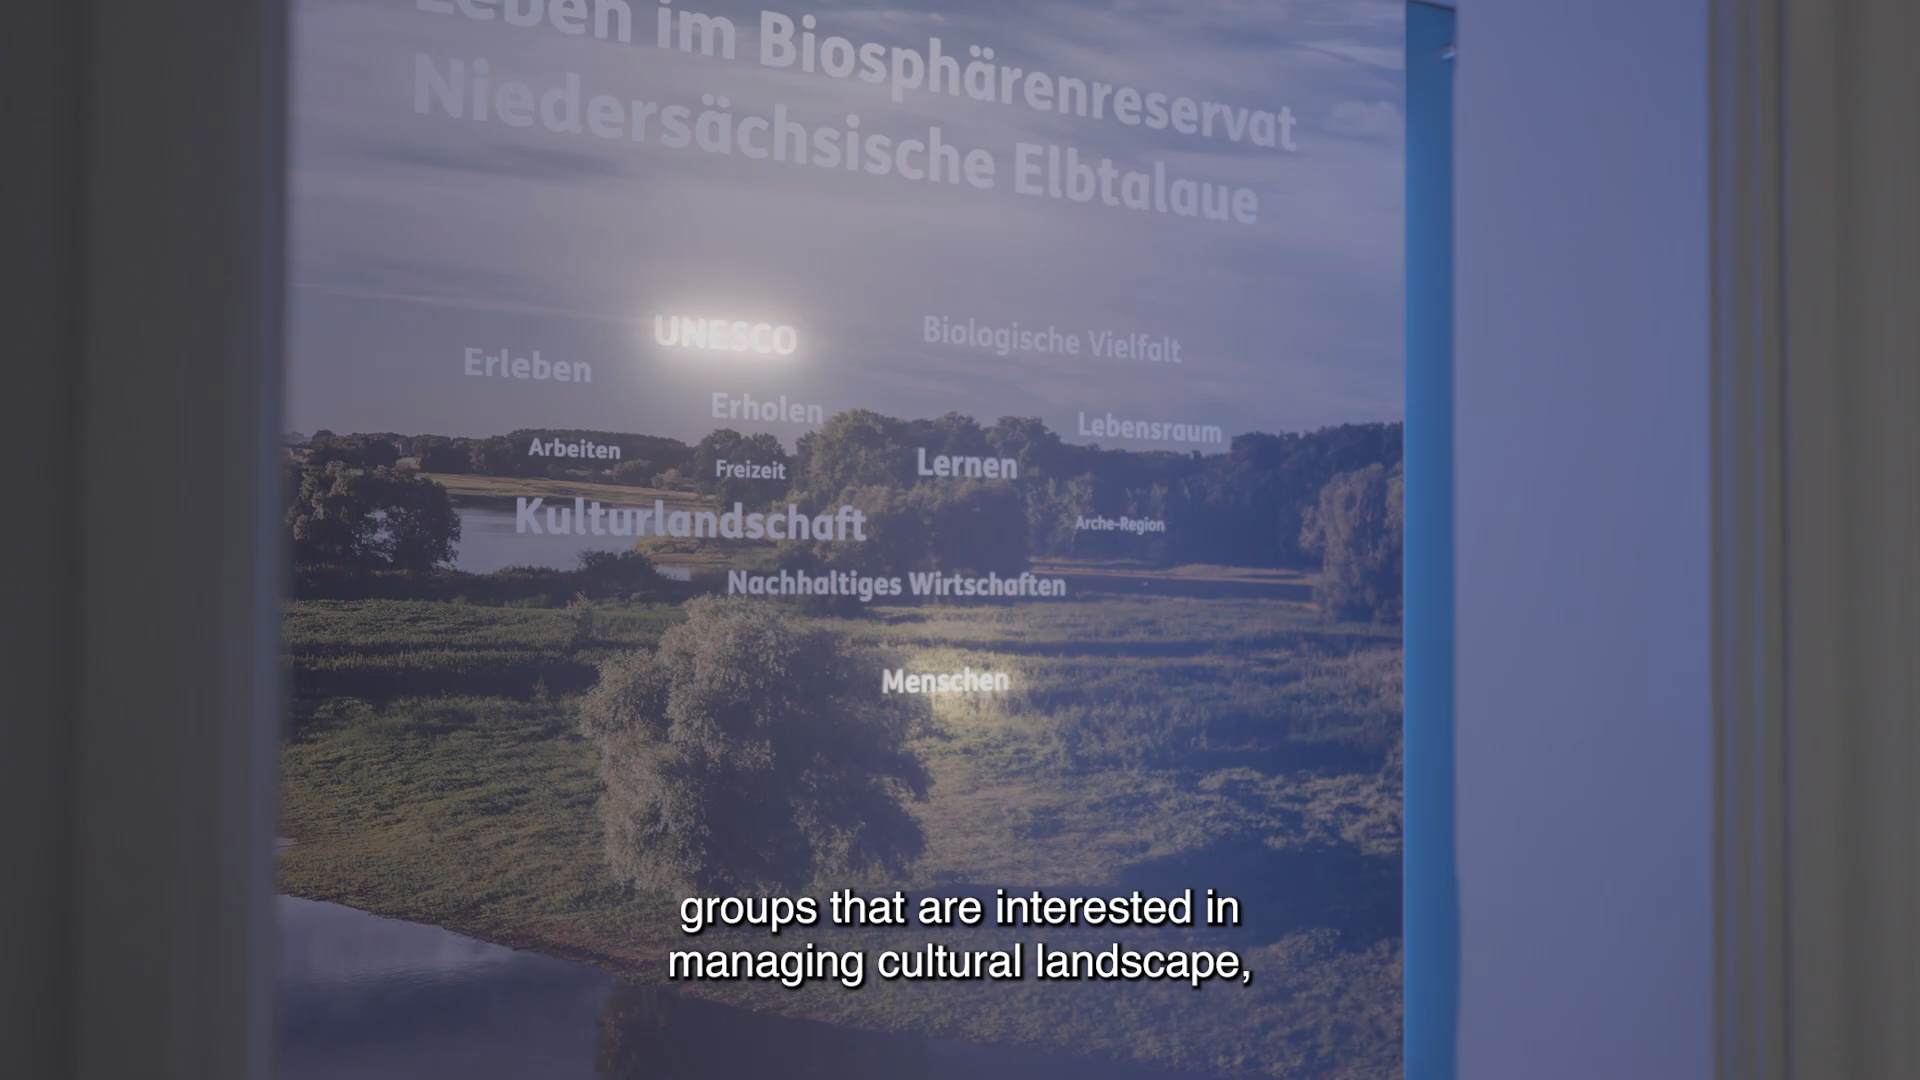 Leben im Biosphärenreservat
Niedersächsische Elbtalaue
UNESCO
Biologische Vielfalt
Erleben
Erholen
Lebensraum
Arbeiten
Freizeit
Lernen
Kulturlandschaft
Arche-Region
Nachhaltiges Wirtschaften
Menschen
groups that are interested in
managing cultural landscape,